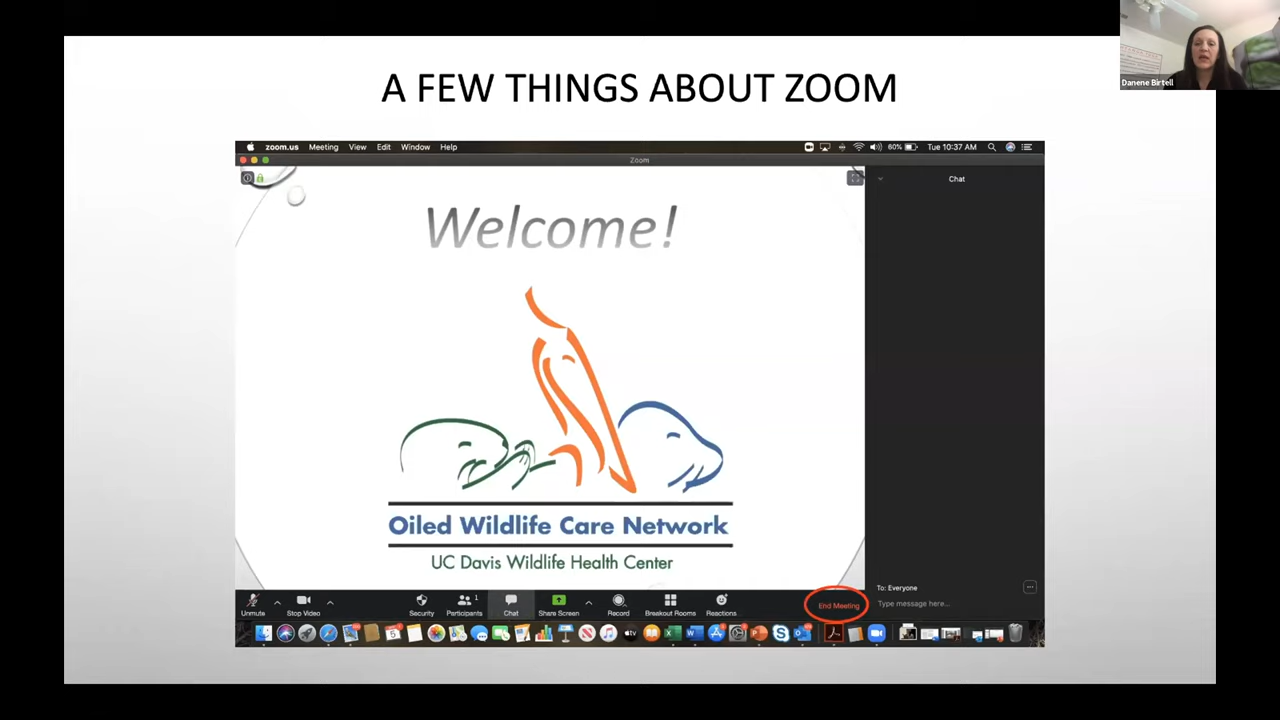 A FEW THINGS ABOUT ZOOM
Danene Birtell
zoom.us Meeting View Edit Window Help 60% Tue 10:37 AM
Zoom
Chat
Welcome!
Oiled Wildlife Care Network
UC Davis Wildlife Health Center
To: Everyone
Type message here...
Unmute Stop Video Security Participants 1 Chat Share Screen Record Breakout Rooms Reactions End Meeting